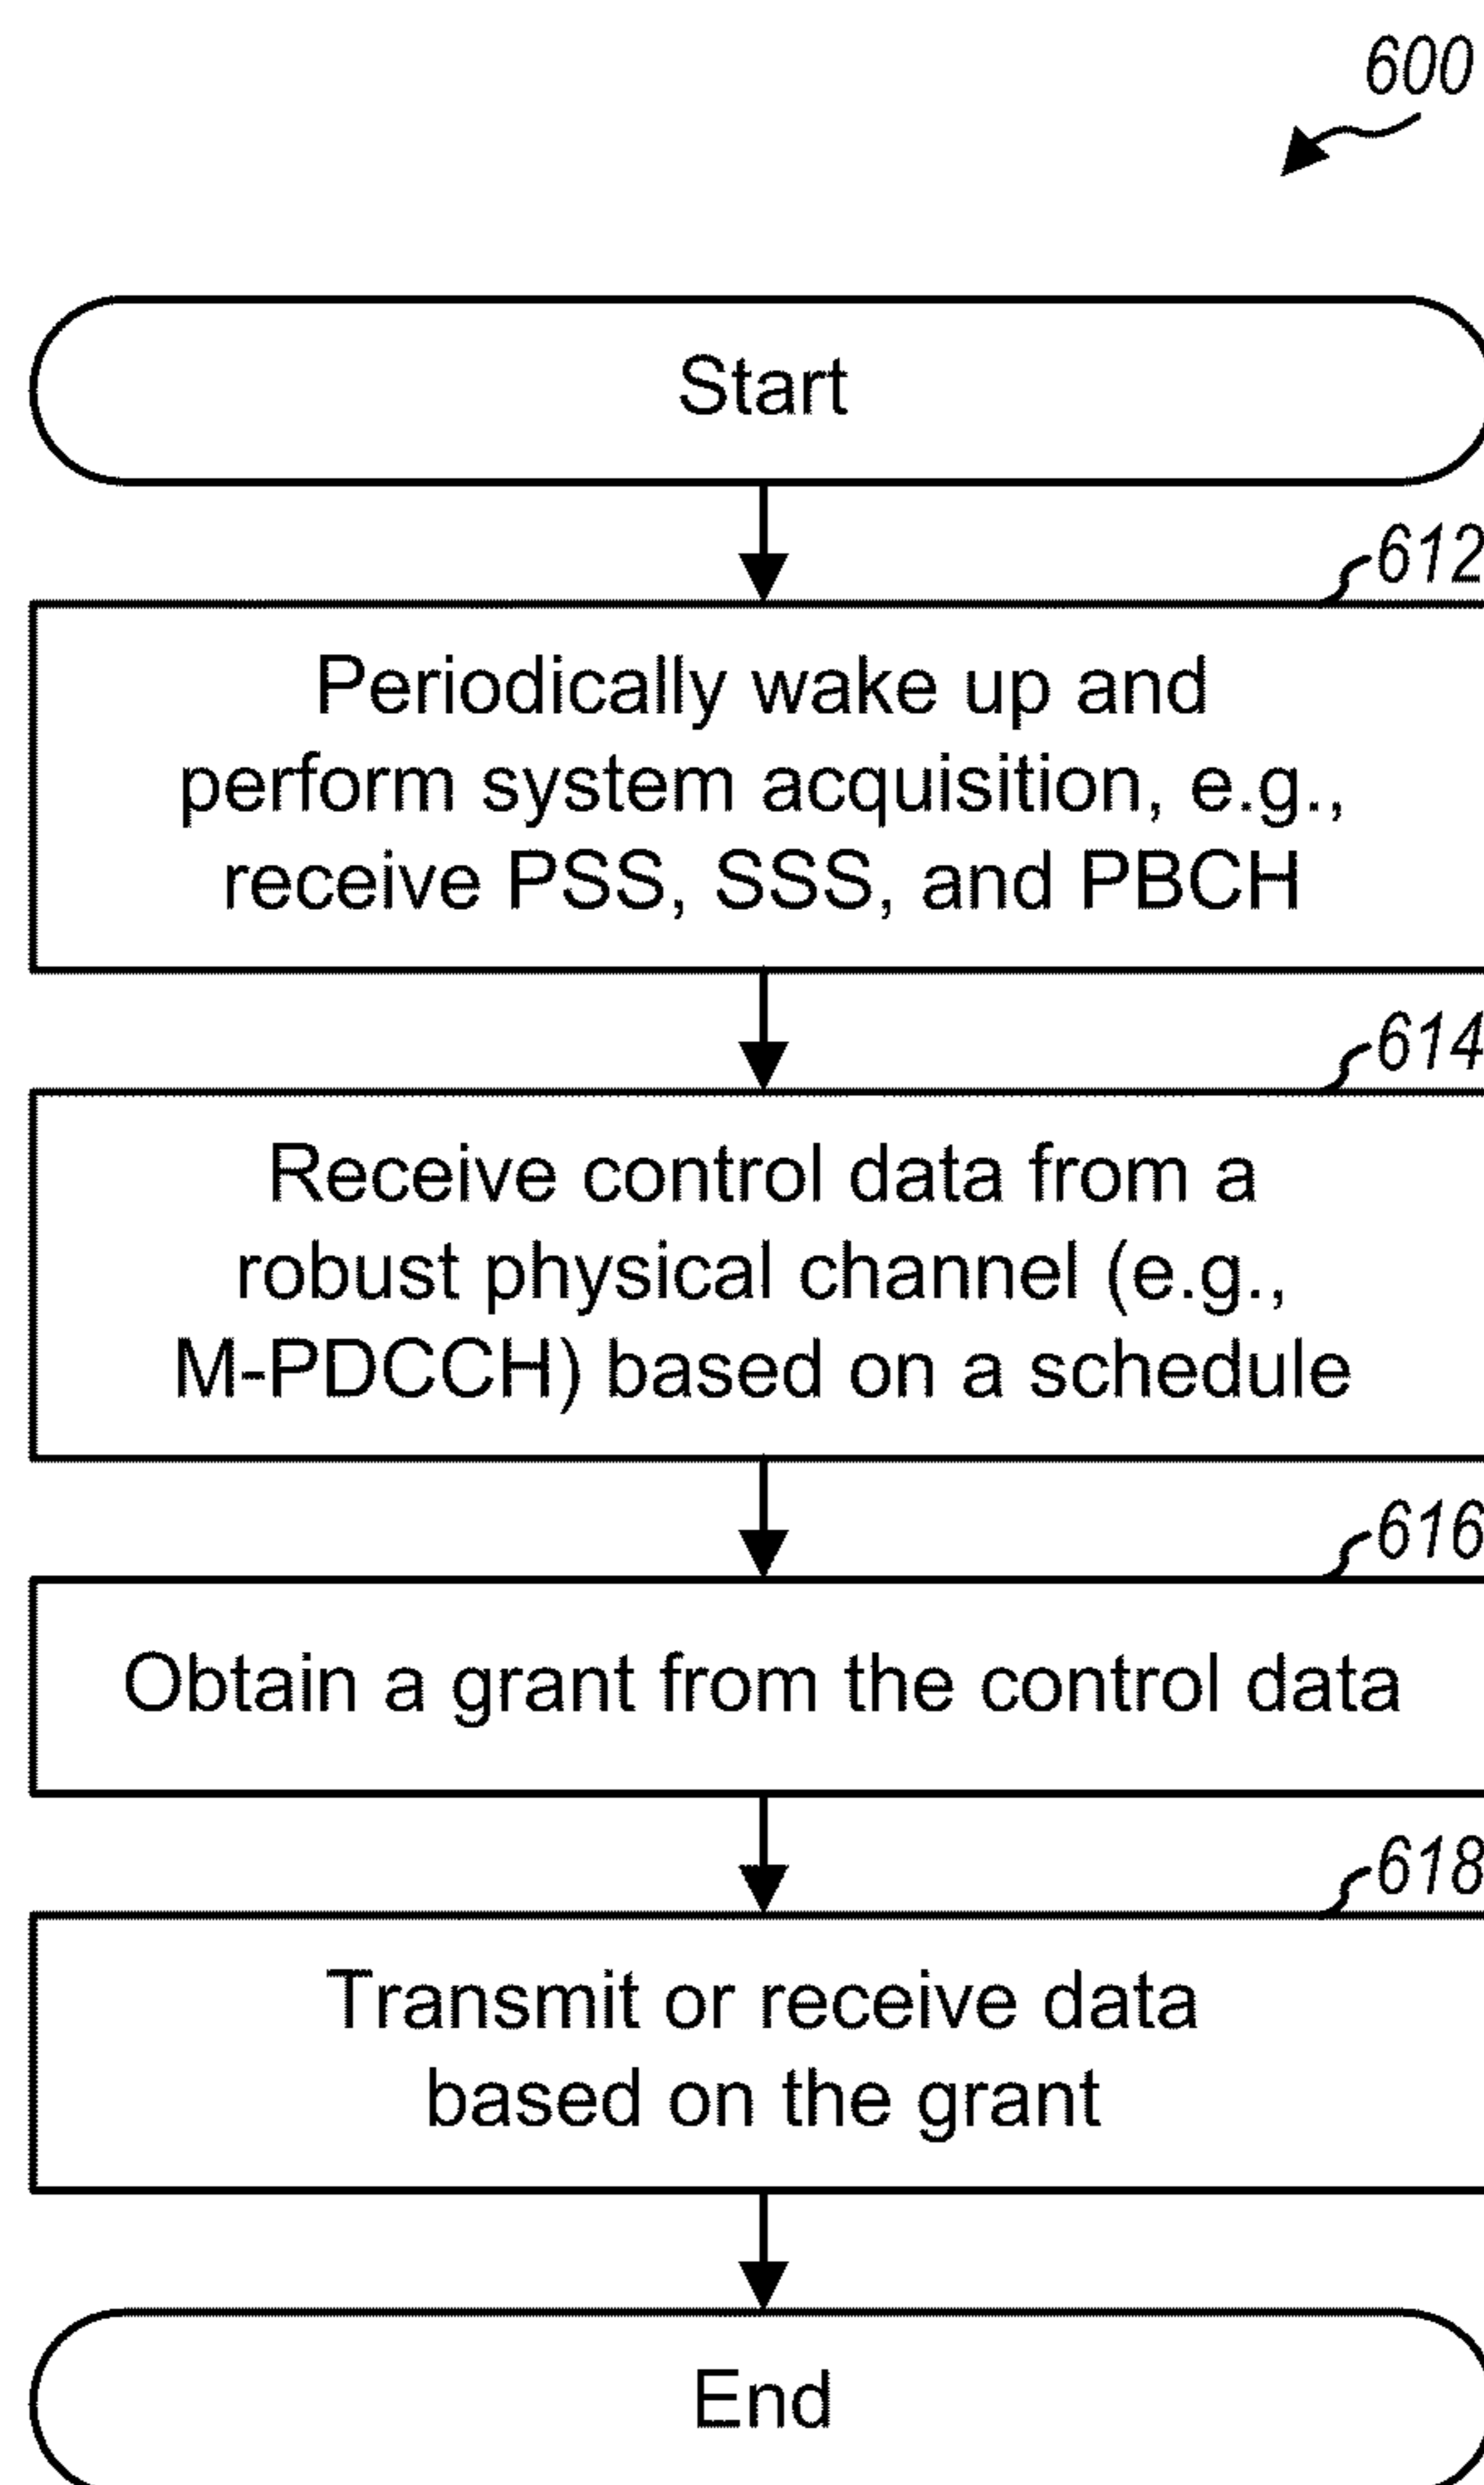 600
Start
612
Periodically wake up and
perform system acquisition, e.g.,
receive PSS, SSS, and PBCH
614
Receive control data from a
robust physical channel (e.g.,
M-PDCCH) based on a schedule
616
Obtain a grant from the control data
618
Transmit or receive data
based on the grant
End